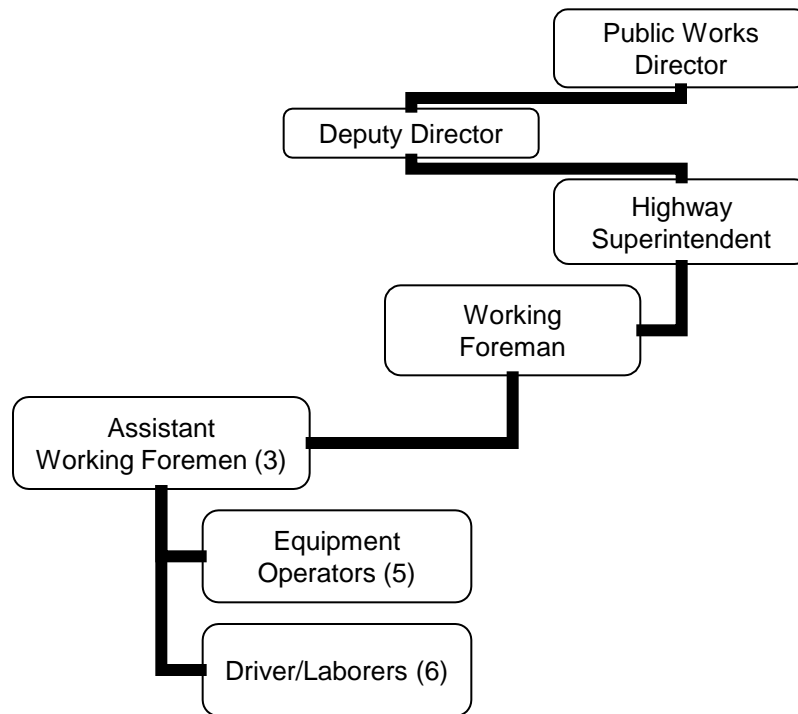 Public Works
Director
Deputy Director
Highway
Superintendent
Working
Foreman
Assistant
Working Foremen (3)
Equipment
Operators (5)
Driver/Laborers (6)